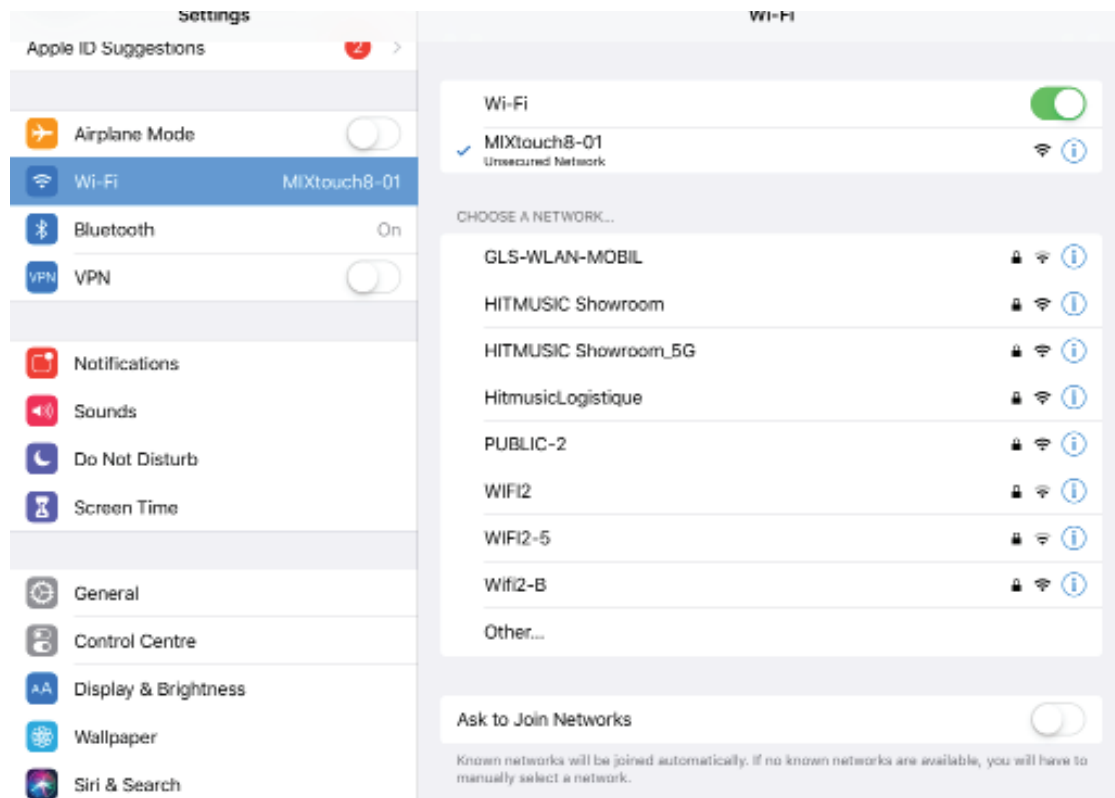 Settings
Apple ID Suggestions 2
Airplane Mode
Wi-Fi MIXtouch8-01
Bluetooth On
VPN VPN
Notifications
Sounds
Do Not Disturb
Screen Time
General
Control Centre
AA Display & Brightness
Wallpaper
Siri & Search
Wi-Fi
Wi-Fi
MIXtouch8-01
Unsecured Network
CHOOSE A NETWORK...
GLS-WLAN-MOBIL
HITMUSIC Showroom
HITMUSIC Showroom_5G
HitmusicLogistique
PUBLIC-2
WIFI2
WIFI2-5
Wifi2-B
Other...
Ask to Join Networks
Known networks will be joined automatically. If no known networks are available, you will have to
manually select a network.